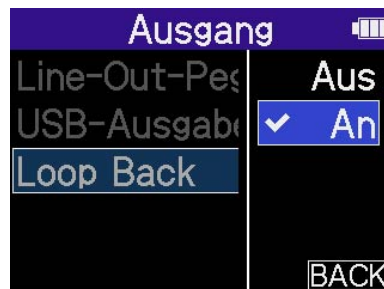 Ausgang
Line-Out-Peg
Aus
USB-Ausgabe
An
Loop Back
BACK